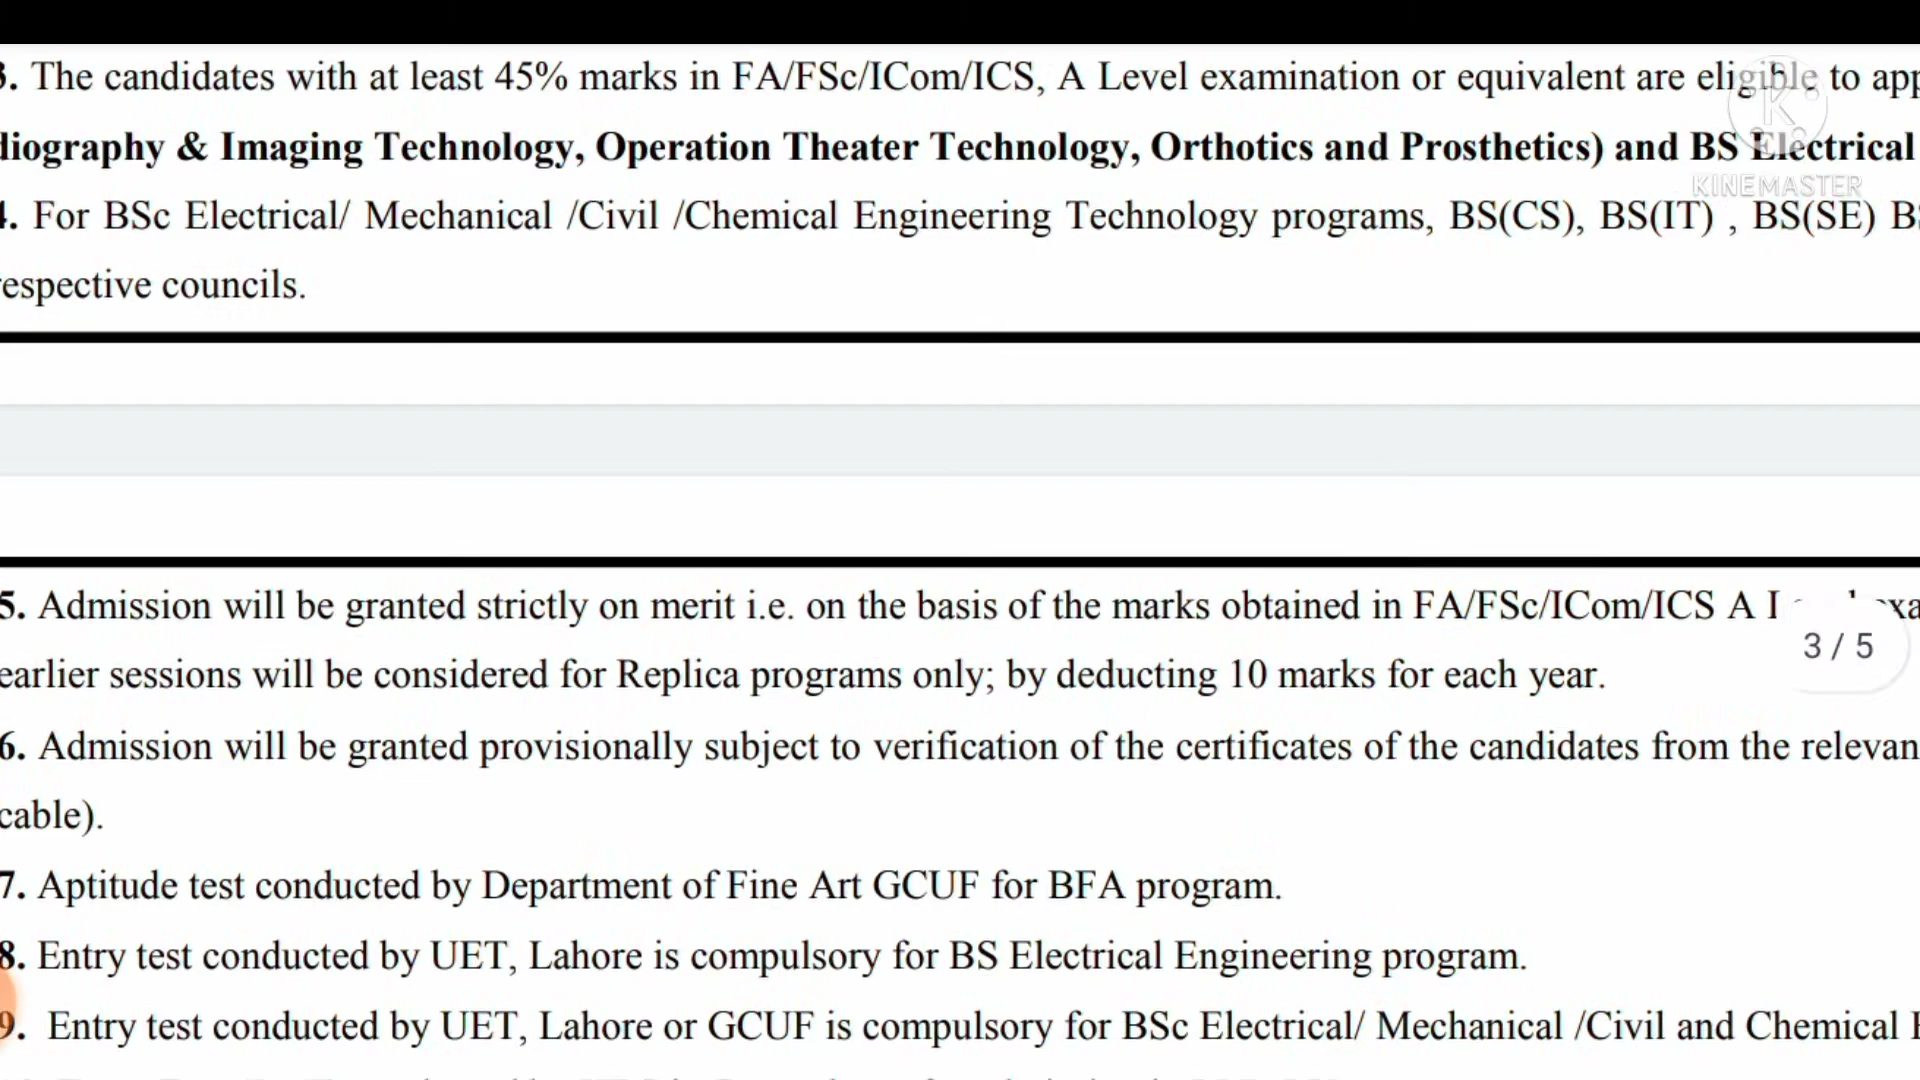 3. The candidates with at least 45% marks in FA/FSc/ICom/ICS, A Level examination or equivalent are eligible to app
diography & Imaging Technology, Operation Theater Technology, Orthotics and Prosthetics) and BS Electrical
KINEMASTER
4. For BSc Electrical/ Mechanical /Civil /Chemical Engineering Technology programs, BS(CS), BS(IT) , BS(SE) BS
respective councils.
5. Admission will be granted strictly on merit i.e. on the basis of the marks obtained in FA/FSc/ICom/ICS A
3 / 5
earlier sessions will be considered for Replica programs only; by deducting 10 marks for each year.
6. Admission will be granted provisionally subject to verification of the certificates of the candidates from the relevan
cable).
7. Aptitude test conducted by Department of Fine Art GCUF for BFA program.
8. Entry test conducted by UET, Lahore is compulsory for BS Electrical Engineering program.
9. Entry test conducted by UET, Lahore or GCUF is compulsory for BSc Electrical/ Mechanical /Civil and Chemical